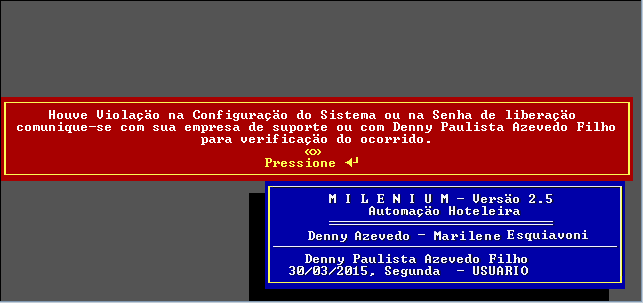 Houve Violação na Configuração do Sistema ou na Senha de liberação
comunique-se com sua empresa de suporte ou com Denny Paulista Azevedo Filho
para verificação do ocorrido.
<○>
Pressione ◄┘
M I L E N I U M - Versão 2.5
Automação Hoteleira
Denny Azevedo - Marilene Esquiavoni
Denny Paulista Azevedo Filho
30/03/2015, Segunda - USUARIO